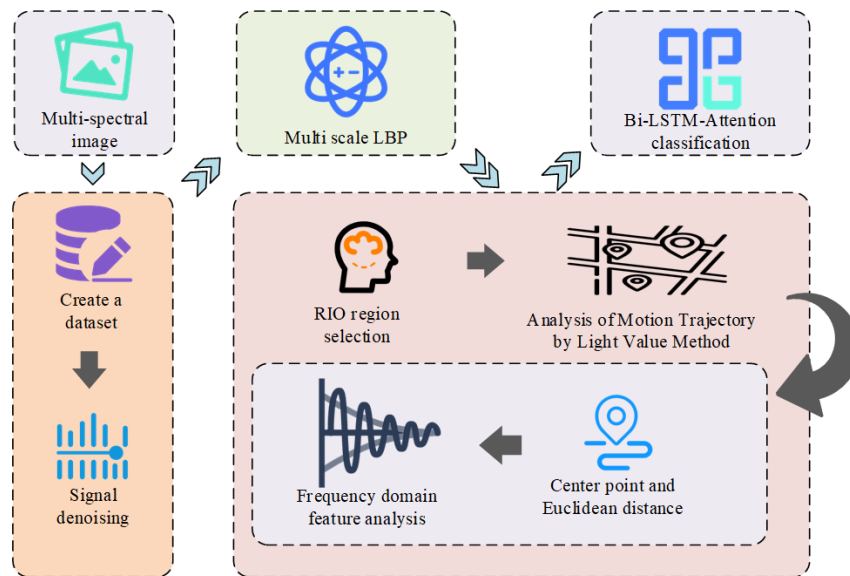 Multi-spectral
image
Multi scale LBP
Bi-LSTM-Attention
classification
Create a
dataset
Signal
denoising
RIO region
selection
Analysis of Motion Trajectory
by Light Value Method
Frequency domain
feature analysis
Center point and
Euclidean distance